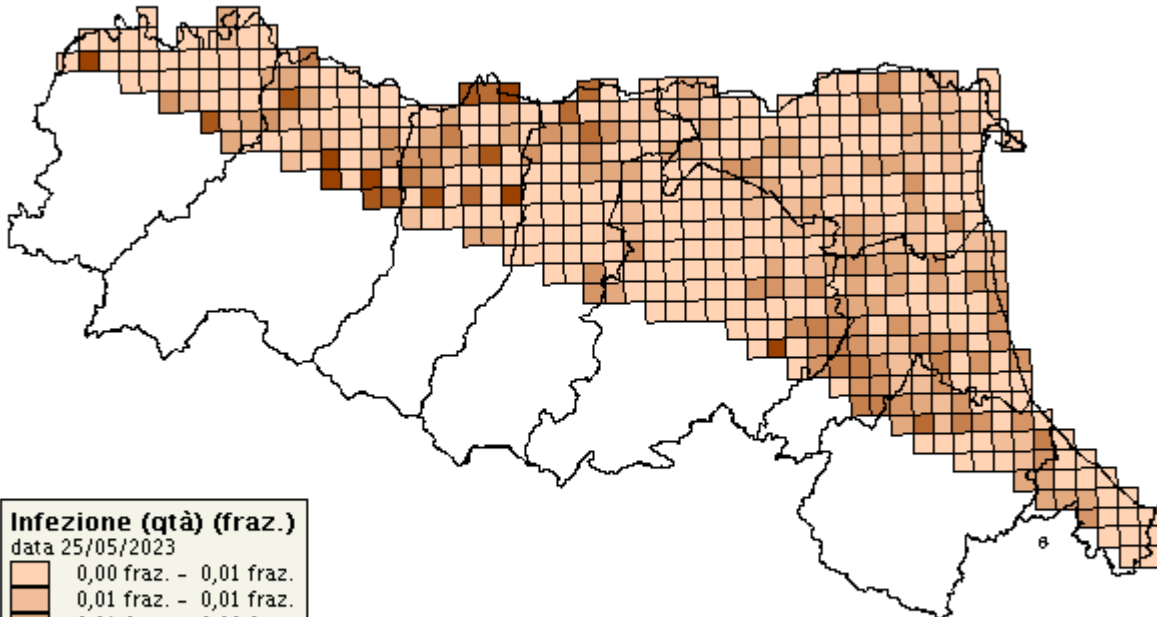 Infezione (qtà) (fraz.)
data 25/05/2023
0,00 fraz. - 0,01 fraz.
0,01 fraz. - 0,01 fraz.